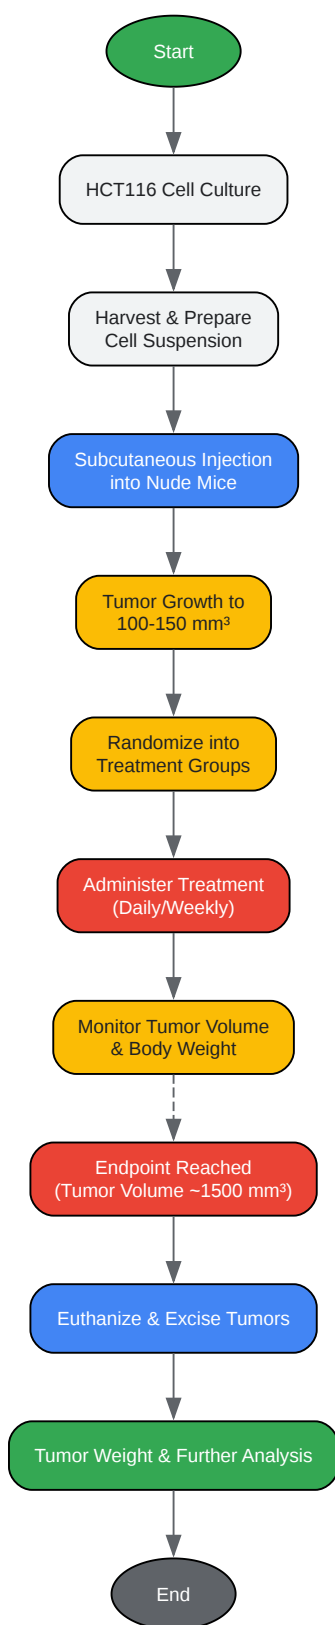 Start
HCT116 Cell Culture
Harvest & Prepare
Cell Suspension
Subcutaneous Injection
into Nude Mice
Tumor Growth to
100-150 mm³
Randomize into
Treatment Groups
Administer Treatment
(Daily/Weekly)
Monitor Tumor Volume
& Body Weight
Endpoint Reached
(Tumor Volume ~1500 mm³)
Euthanize & Excise Tumors
Tumor Weight & Further Analysis
End